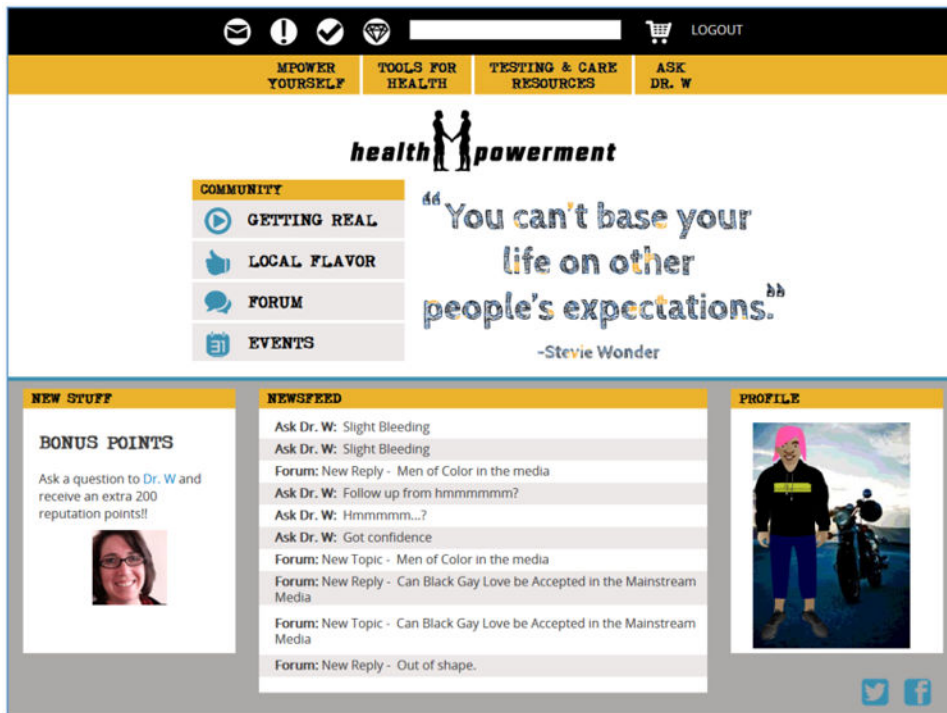 LOGOUT
MPOWER
YOURSELF
TOOLS FOR
HEALTH
TESTING & CARE
RESOURCES
ASK
DR. W
health powerment
COMMUNITY
GETTING REAL
LOCAL FLAVOR
FORUM
31
EVENTS
“You can't base your
life on other
people's expectations.”
-Stevie Wonder
NEW STUFF
BONUS POINTS
Ask a question to Dr. W and
receive an extra 200
reputation points!!
NEWSFEED
Ask Dr. W: Slight Bleeding
Ask Dr. W: Slight Bleeding
Forum: New Reply - Men of Color in the media
Ask Dr. W: Follow up from hmmmmmm?
Ask Dr. W: Hmmmmm...?
Ask Dr. W: Got confidence
Forum: New Topic - Men of Color in the media
Forum: New Reply - Can Black Gay Love be Accepted in the Mainstream
Media
Forum: New Topic - Can Black Gay Love be Accepted in the Mainstream
Media
Forum: New Reply - Out of shape.
PROFILE